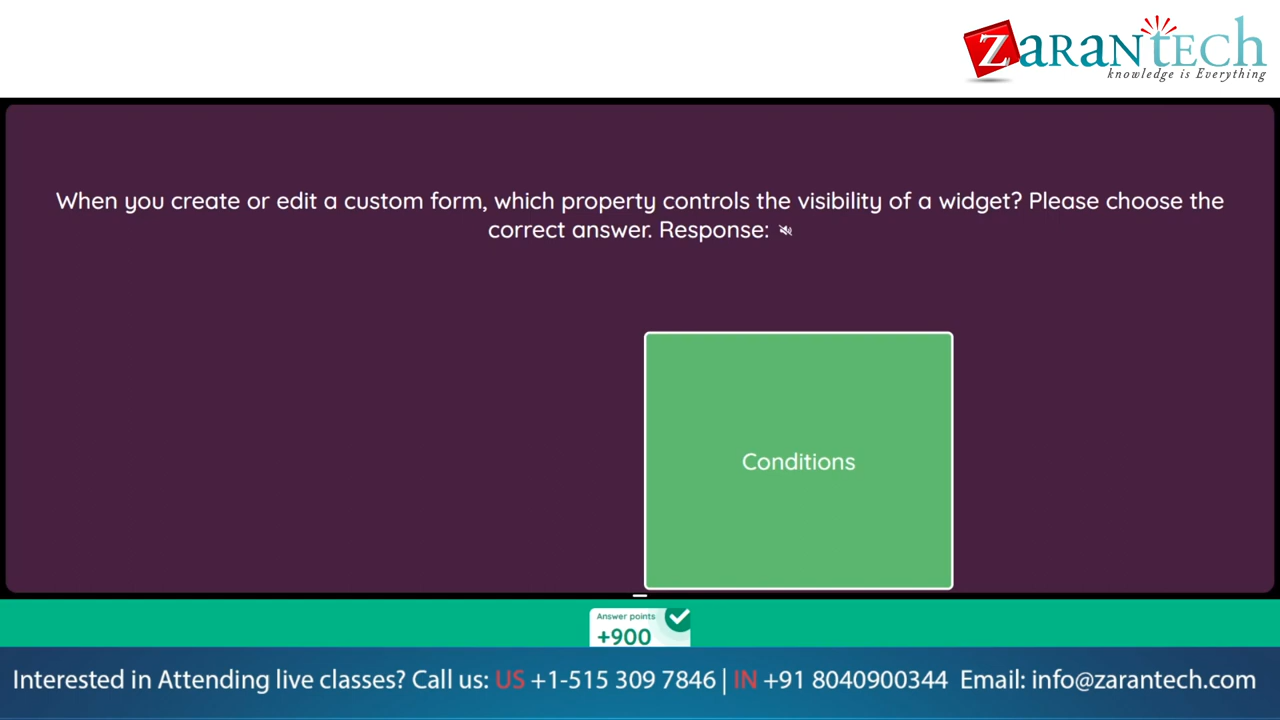 ZaranTech
knowledge is Everything
When you create or edit a custom form, which property controls the visibility of a widget? Please choose the
correct answer. Response:
Conditions
Answer points
+900
Interested in Attending live classes? Call us: US +1-515 309 7846 | IN +91 8040900344 Email: info@zarantech.com